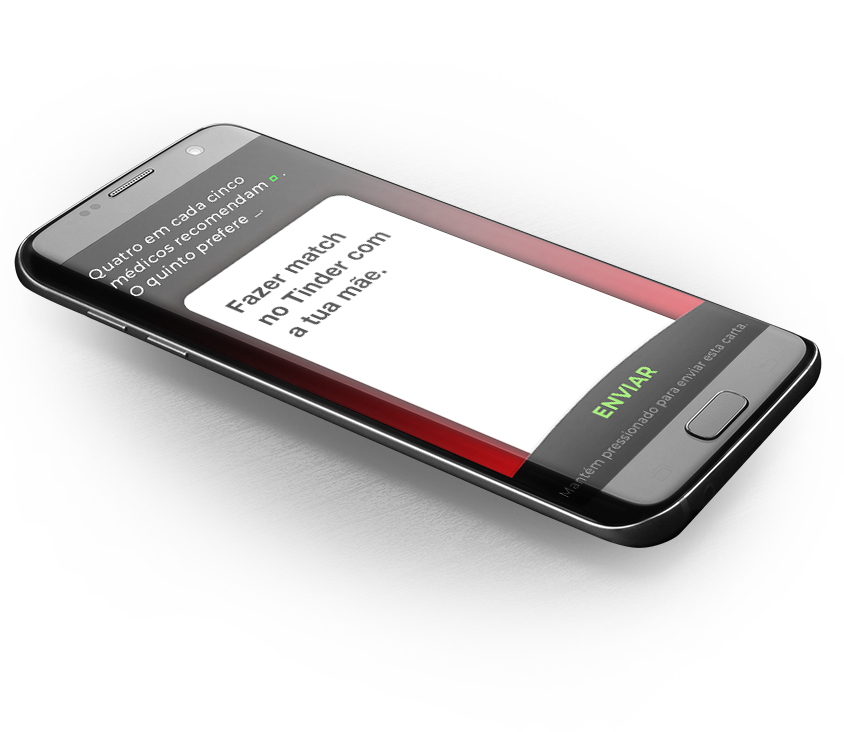 Quatro em cada cinco
médicos recomendam .
O quinto prefere ...
Fazer match
no Tinder com
a tua mãe.
ENVIAR
Mantém pressionado para enviar esta carta.